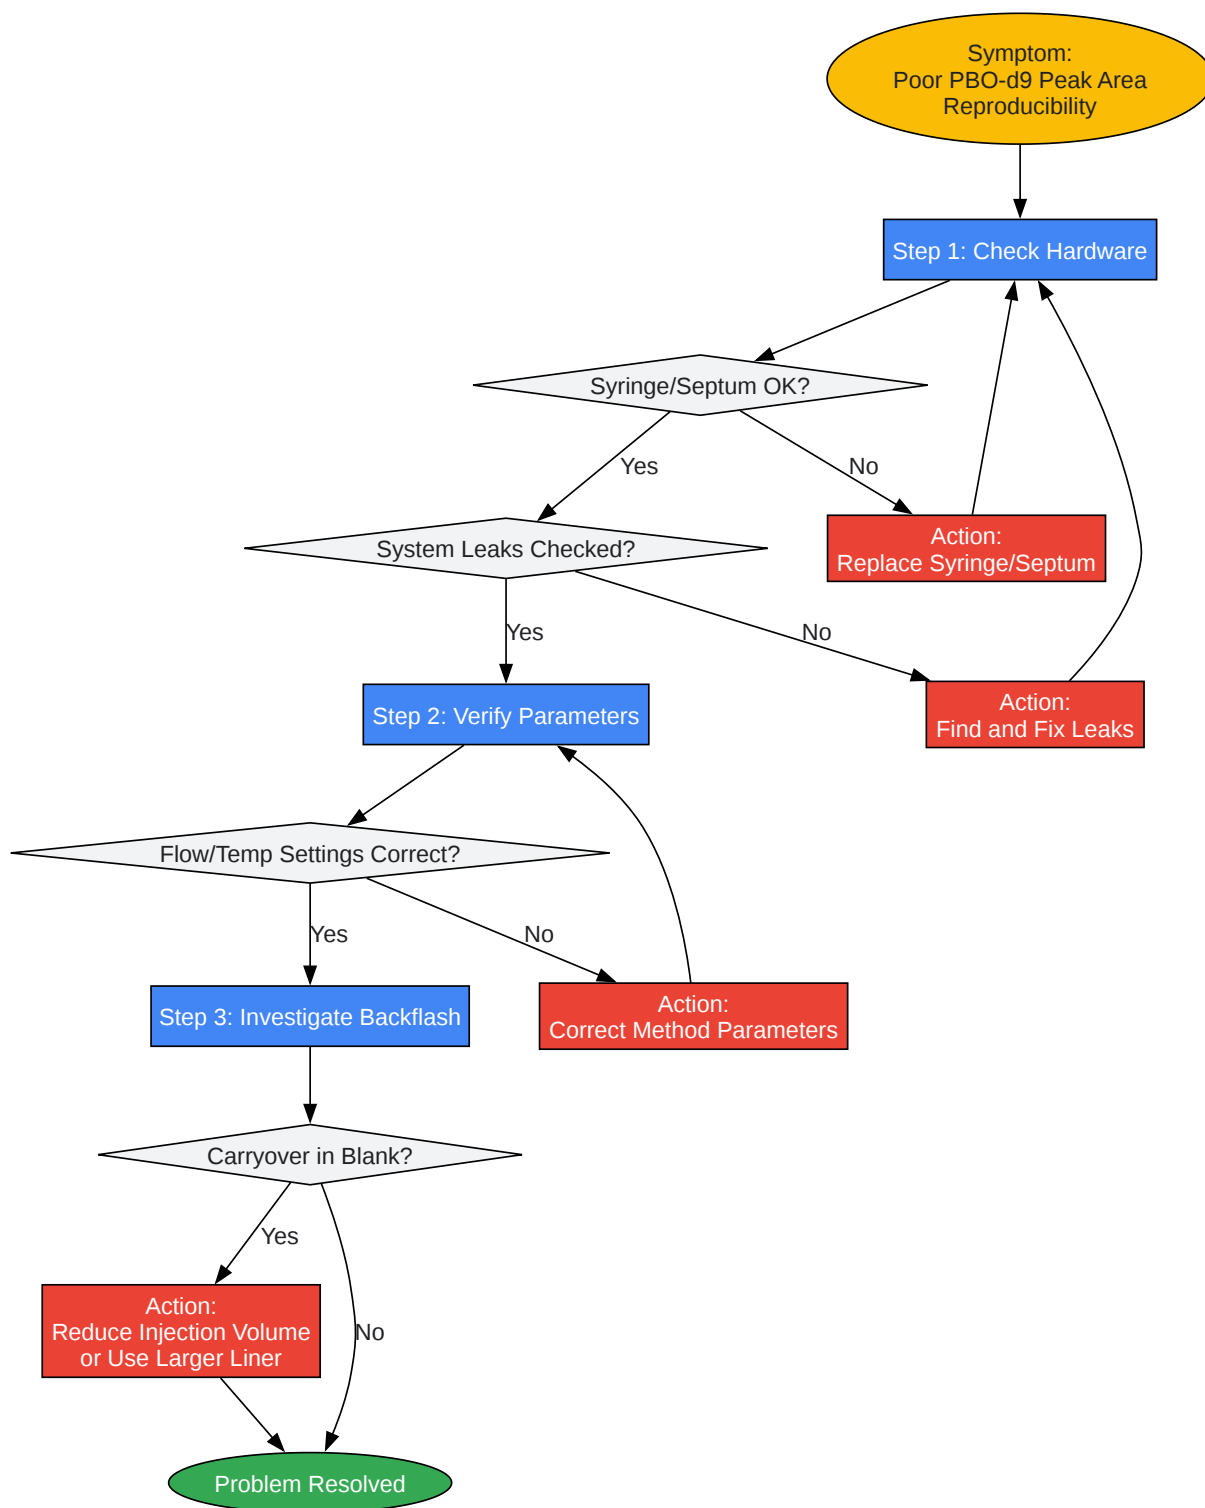 Symptom:
Poor PBO-d9 Peak Area
Reproducibility
Step 1: Check Hardware
Syringe/Septum OK?
Yes
No
Action:
Replace Syringe/Septum
System Leaks Checked?
Yes
No
Action:
Find and Fix Leaks
Step 2: Verify Parameters
Flow/Temp Settings Correct?
Yes
No
Action:
Correct Method Parameters
Step 3: Investigate Backflash
Carryover in Blank?
Yes
No
Action:
Reduce Injection Volume
or Use Larger Liner
Problem Resolved